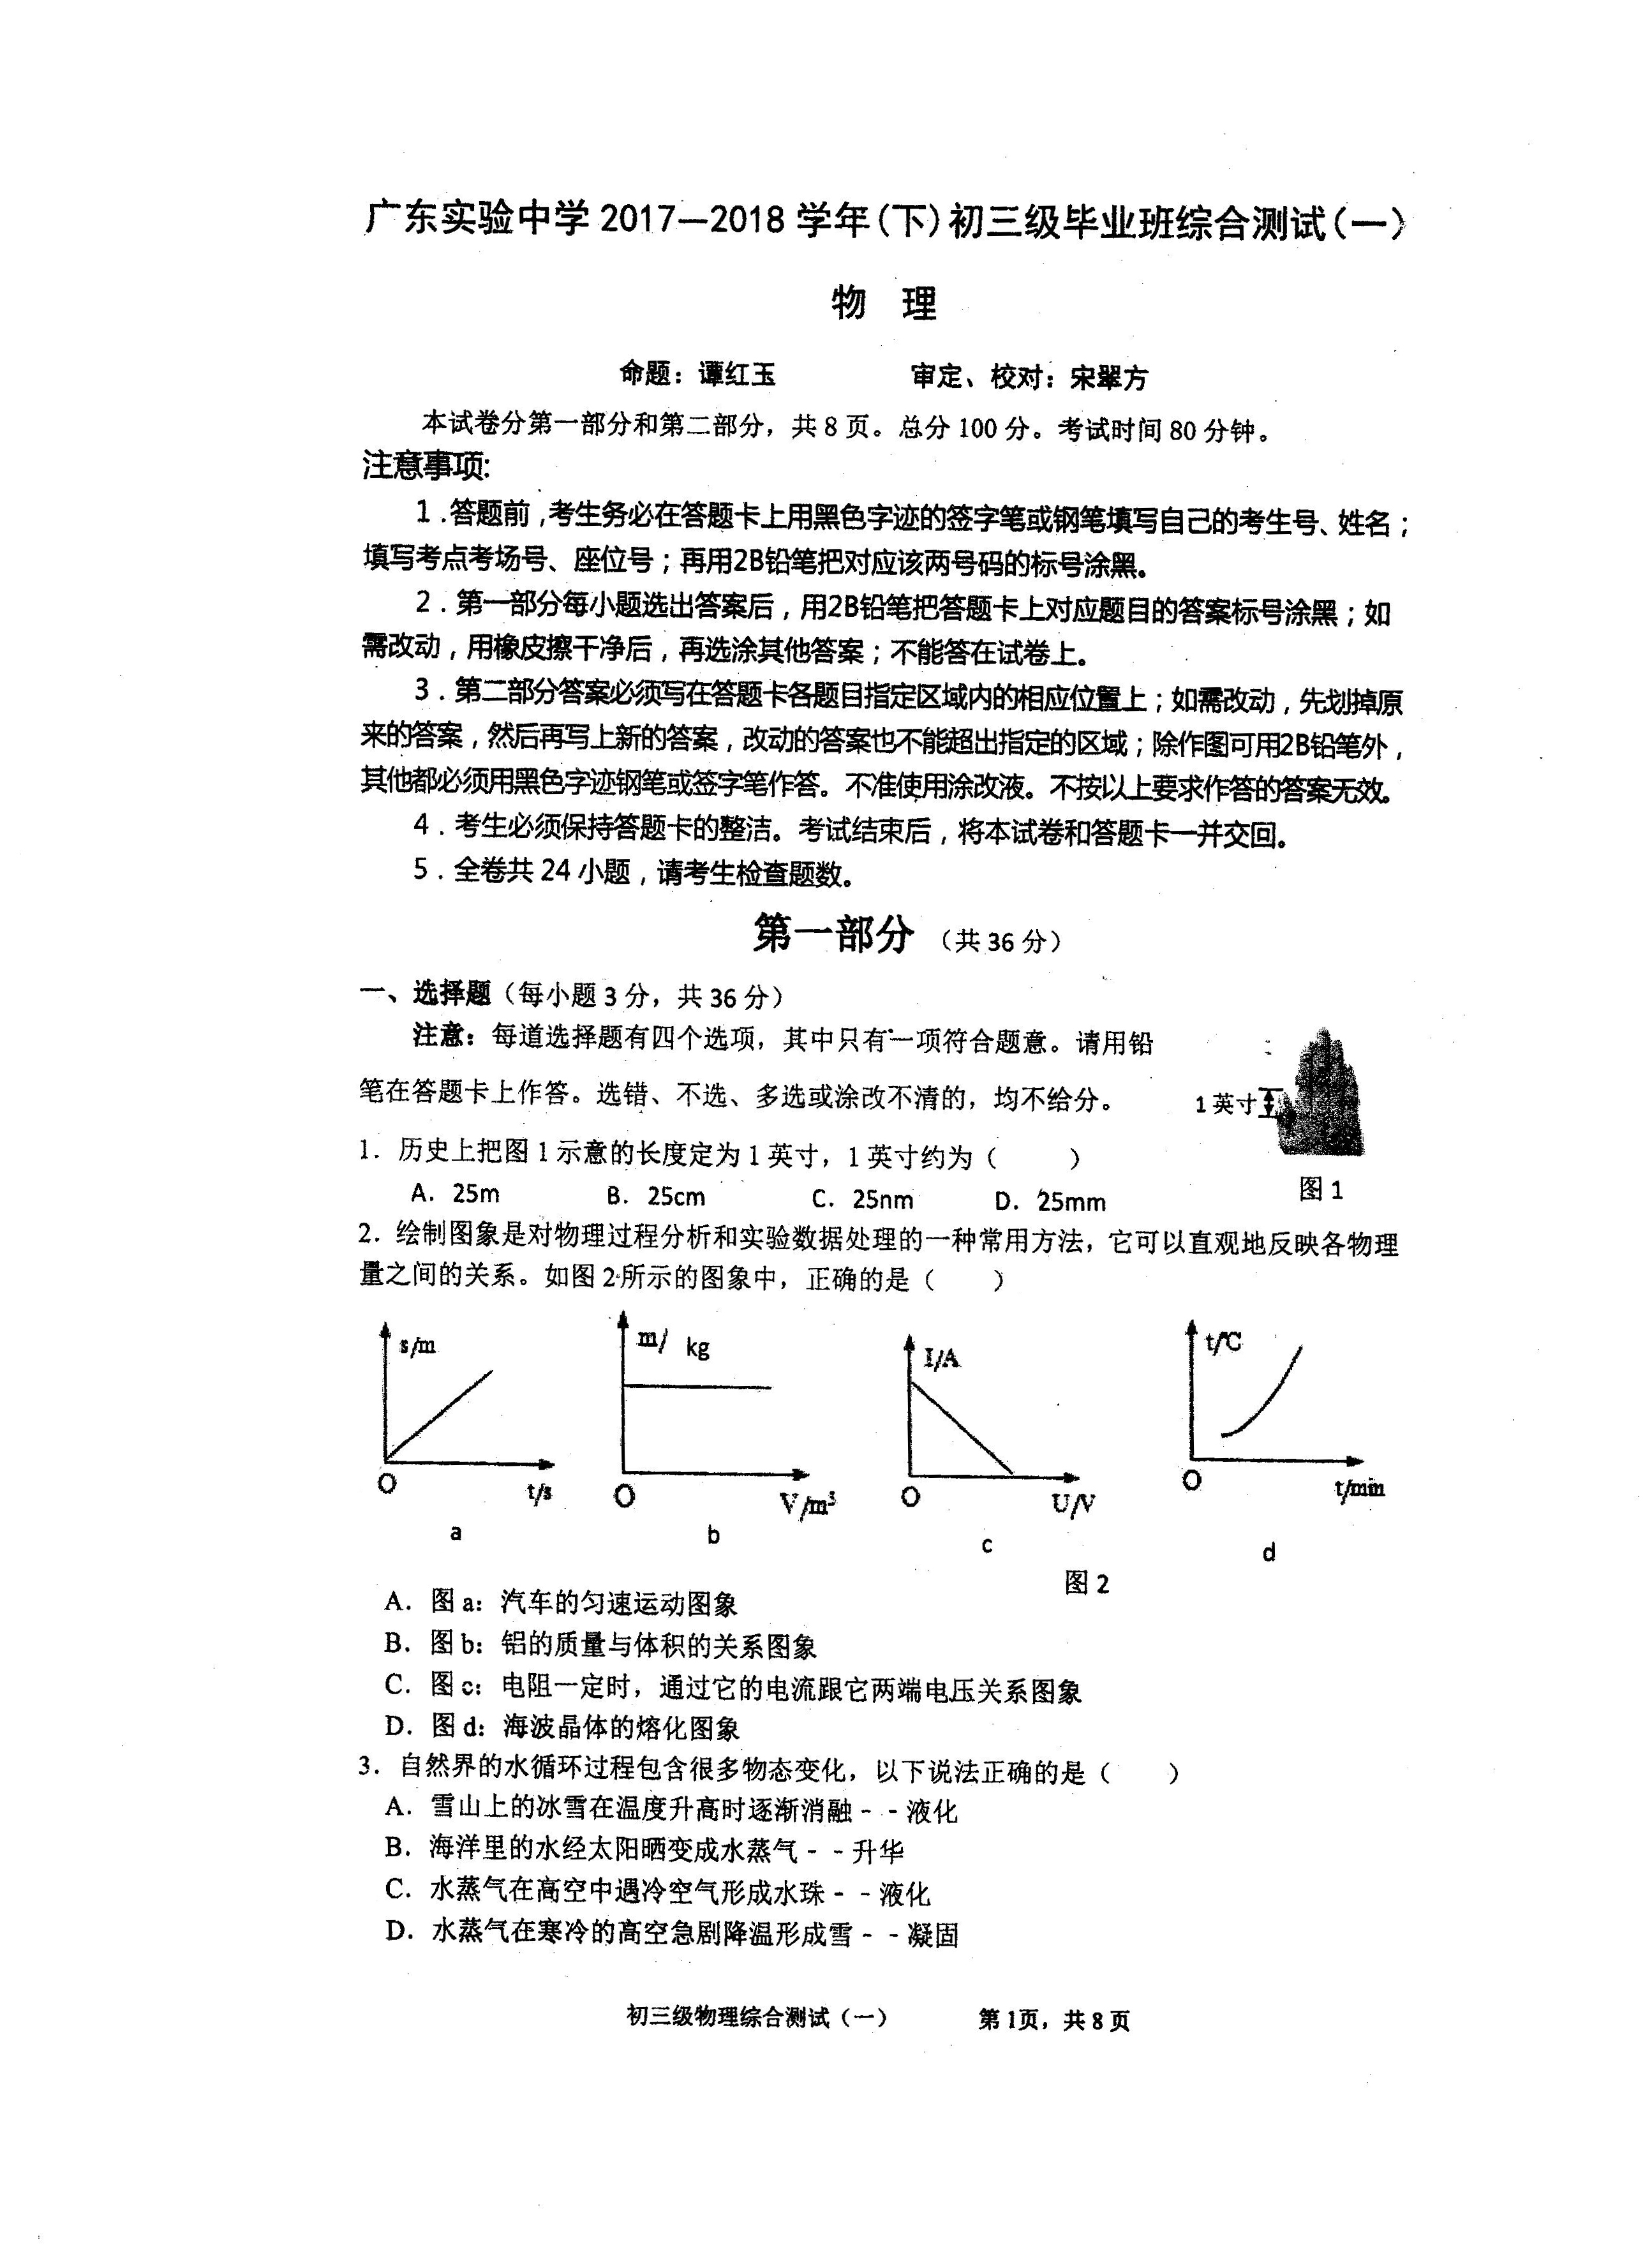 广东实验中学 2017—2018 学年(下)初三级毕业班综合测试(一)
物 理
命题：谭红玉 审定、校对：宋翠方
本试卷分第一部分和第二部分，共 8 页。总分 100 分。考试时间 80 分钟。
注意事项:
1.答题前,考生务必在答题卡上用黑色字迹的签字笔或钢笔填写自己的考生号、姓名；
填写考点考场号、座位号；再用2B铅笔把对应该两号码的标号涂黑。
2．第一部分每小题选出答案后，用2B铅笔把答题卡上对应题目的答案标号涂黑；如
需改动，用橡皮擦干净后，再选涂其他答案；不能答在试卷上。
3．第二部分答案必须写在答题卡各题目指定区域内的相应位置上；如需改动，先划掉原
来的答案，然后再写上新的答案，改动的答案也不能超出指定的区域；除作图可用2B铅笔外，
其他都必须用黑色字迹钢笔或签字笔作答。不准使用涂改液。不按以上要求作答的答案无效。
4．考生必须保持答题卡的整洁。考试结束后，将本试卷和答题卡一并交回。
5．全卷共 24 小题，请考生检查题数。
第一部分 （共 36 分）
一、选择题（每小题 3 分，共 36 分）
注意：每道选择题有四个选项，其中只有一项符合题意。请用铅
笔在答题卡上作答。选错、不选、多选或涂改不清的，均不给分。
1 英寸
1．历史上把图 1 示意的长度定为 1 英寸，1 英寸约为（ ）
A．25m B．25cm C．25nm D．25mm
图 1
2．绘制图象是对物理过程分析和实验数据处理的一种常用方法，它可以直观地反映各物理
量之间的关系。如图 2 所示的图象中，正确的是（ ）
s/m m/ kg I/A t/℃
O t/s O V/m³ O U/V O t/min
a b c d
图 2
A．图 a：汽车的匀速运动图象
B．图 b：铝的质量与体积的关系图象
C．图 c：电阻一定时，通过它的电流跟它两端电压关系图象
D．图 d：海波晶体的熔化图象
3．自然界的水循环过程包含很多物态变化，以下说法正确的是（ ）
A．雪山上的冰雪在温度升高时逐渐消融- -液化
B．海洋里的水经太阳晒变成水蒸气- -升华
C．水蒸气在高空中遇冷空气形成水珠- -液化
D．水蒸气在寒冷的高空急剧降温形成雪- -凝固
初三级物理综合测试（一） 第 1页，共 8 页